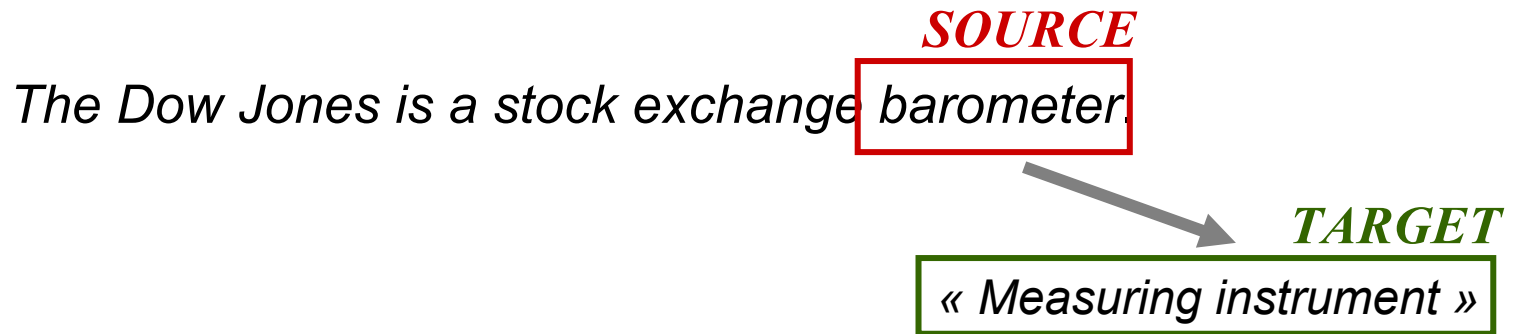 SOURCE
The Dow Jones is a stock exchange barometer.
TARGET
« Measuring instrument »